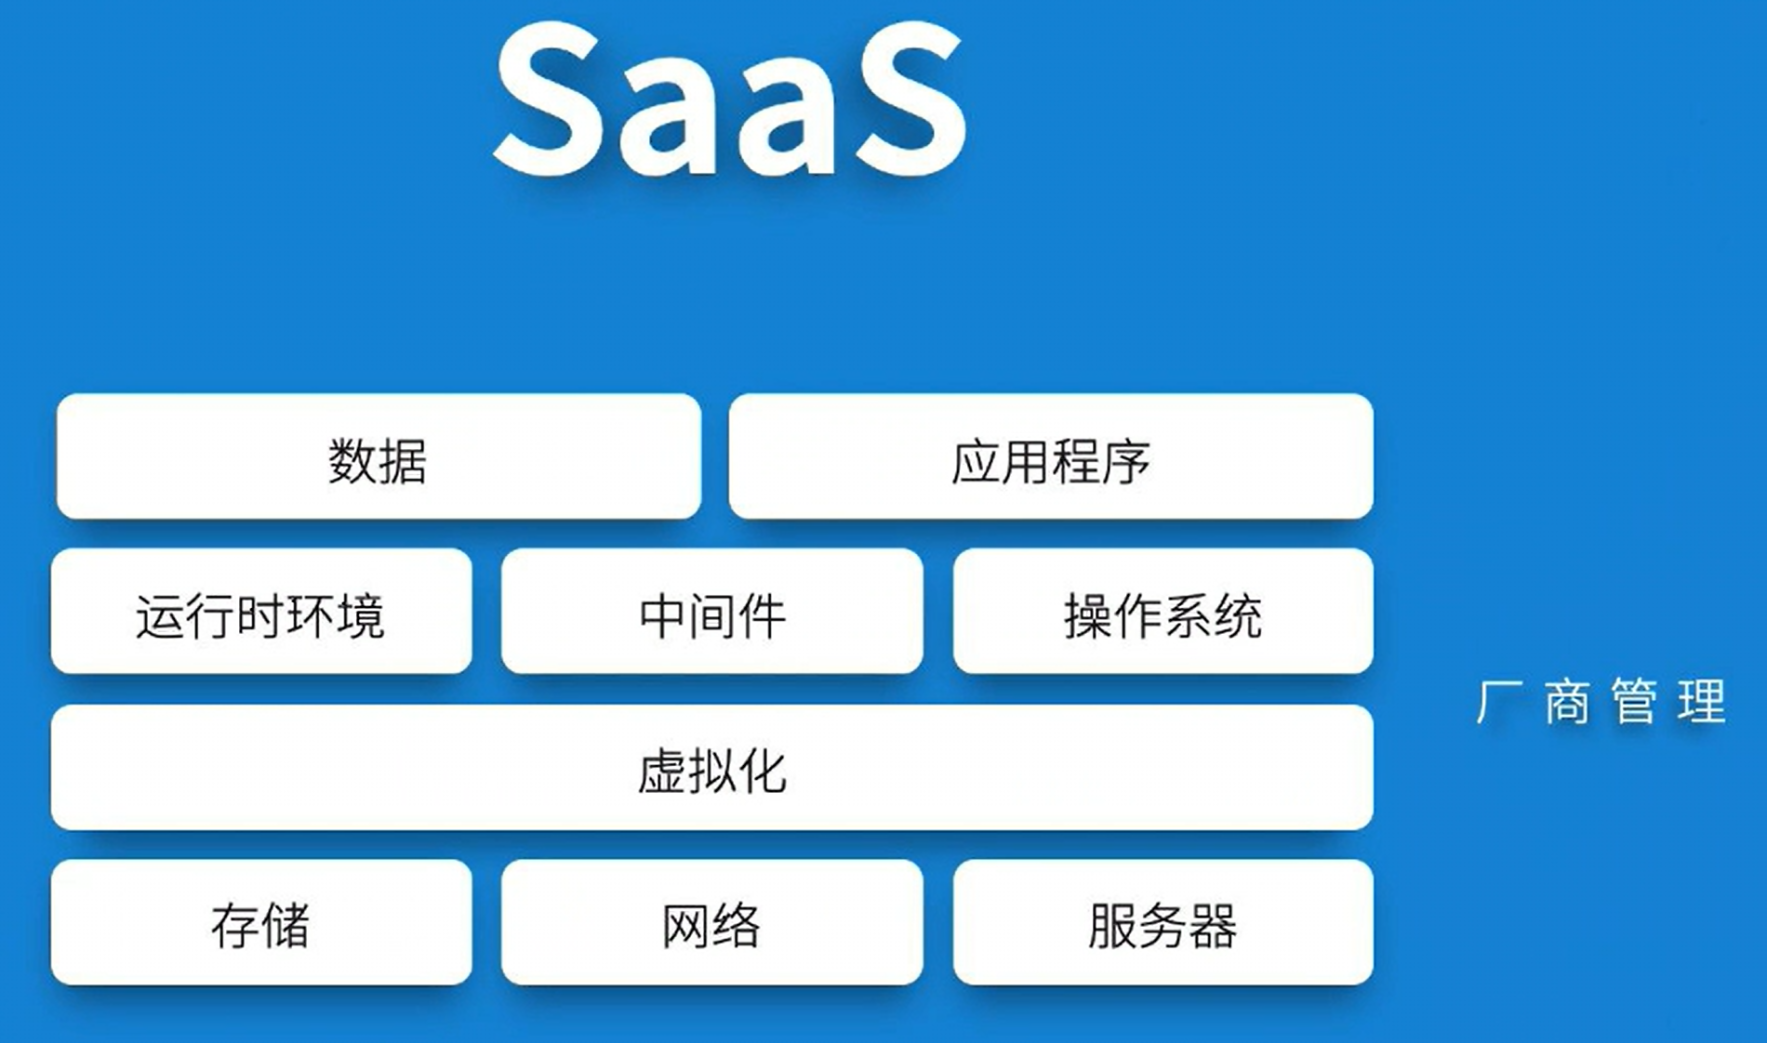 SaaS
数据 应用程序
运行时环境 中间件 操作系统
厂商管理
虚拟化
存储 网络 服务器